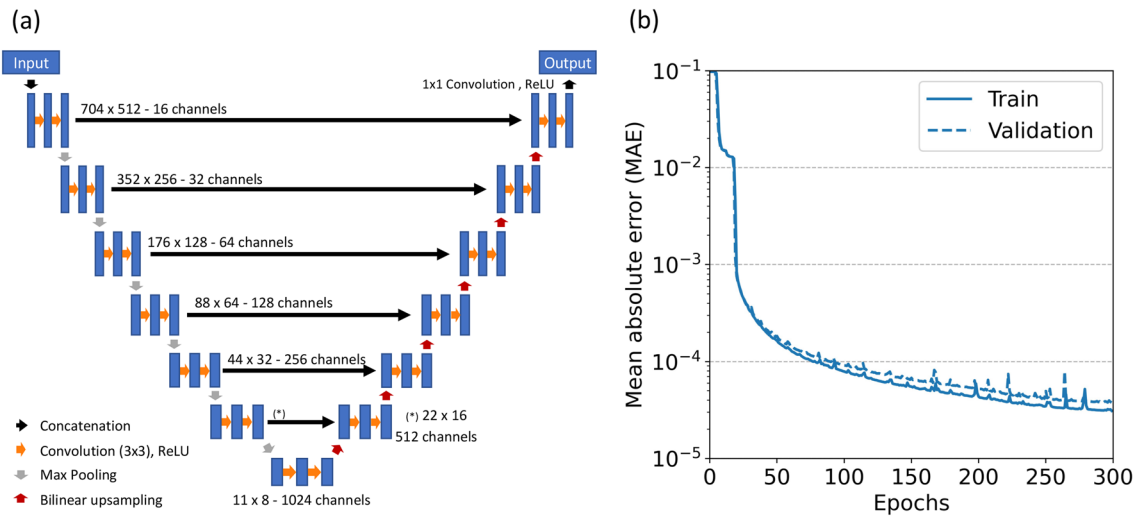 (a)
Input
Output
1x1 Convolution , ReLU
704 x 512 - 16 channels
352 x 256 - 32 channels
176 x 128 - 64 channels
88 x 64 - 128 channels
44 x 32 - 256 channels
(*)
(*) 22 x 16
512 channels
11 x 8 - 1024 channels
Concatenation
Convolution (3x3), ReLU
Max Pooling
Bilinear upsampling
(b)
Train
Validation
Mean absolute error (MAE)
10⁻¹
10⁻²
10⁻³
10⁻⁴
10⁻⁵
0 50 100 150 200 250 300
Epochs